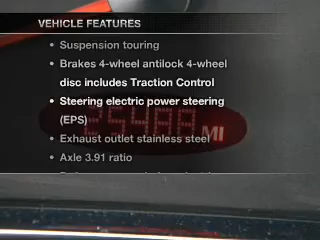 VEHICLE FEATURES
• Suspension touring
• Brakes 4-wheel antilock 4-wheel
disc includes Traction Control
• Steering electric power steering
(EPS)
• Exhaust outlet stainless steel
• Axle 3.91 ratio
MI